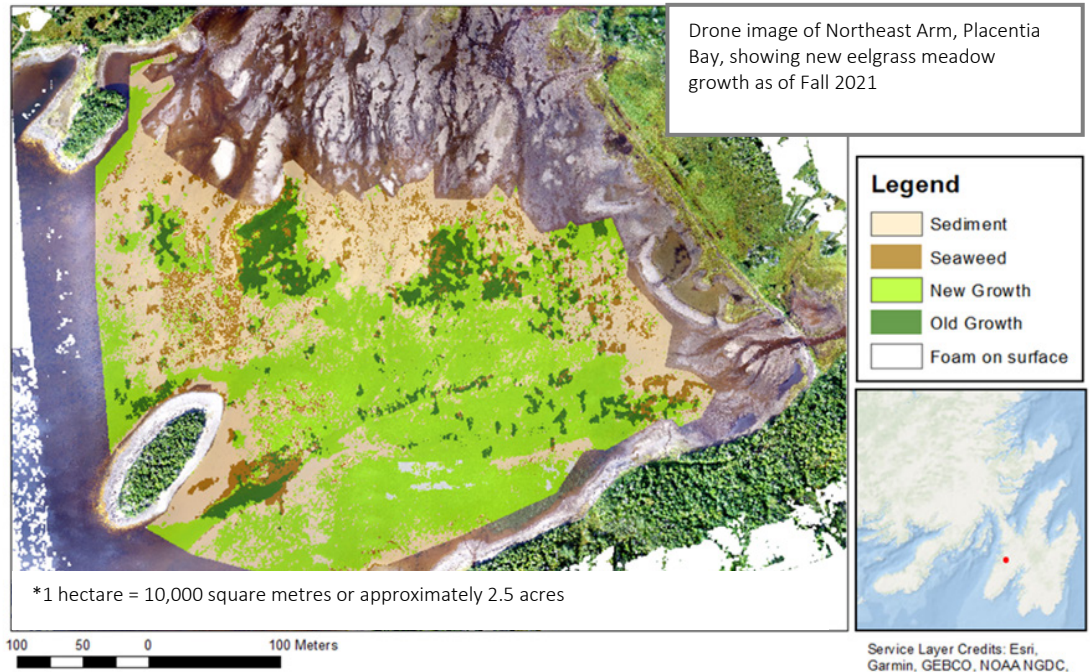 Drone image of Northeast Arm, Placentia
Bay, showing new eelgrass meadow
growth as of Fall 2021
Legend
Sediment
Seaweed
New Growth
Old Growth
Foam on surface
*1 hectare = 10,000 square metres or approximately 2.5 acres
100 50 0 100 Meters
Service Layer Credits: Esri,
Garmin, GEBCO, NOAA NGDC,